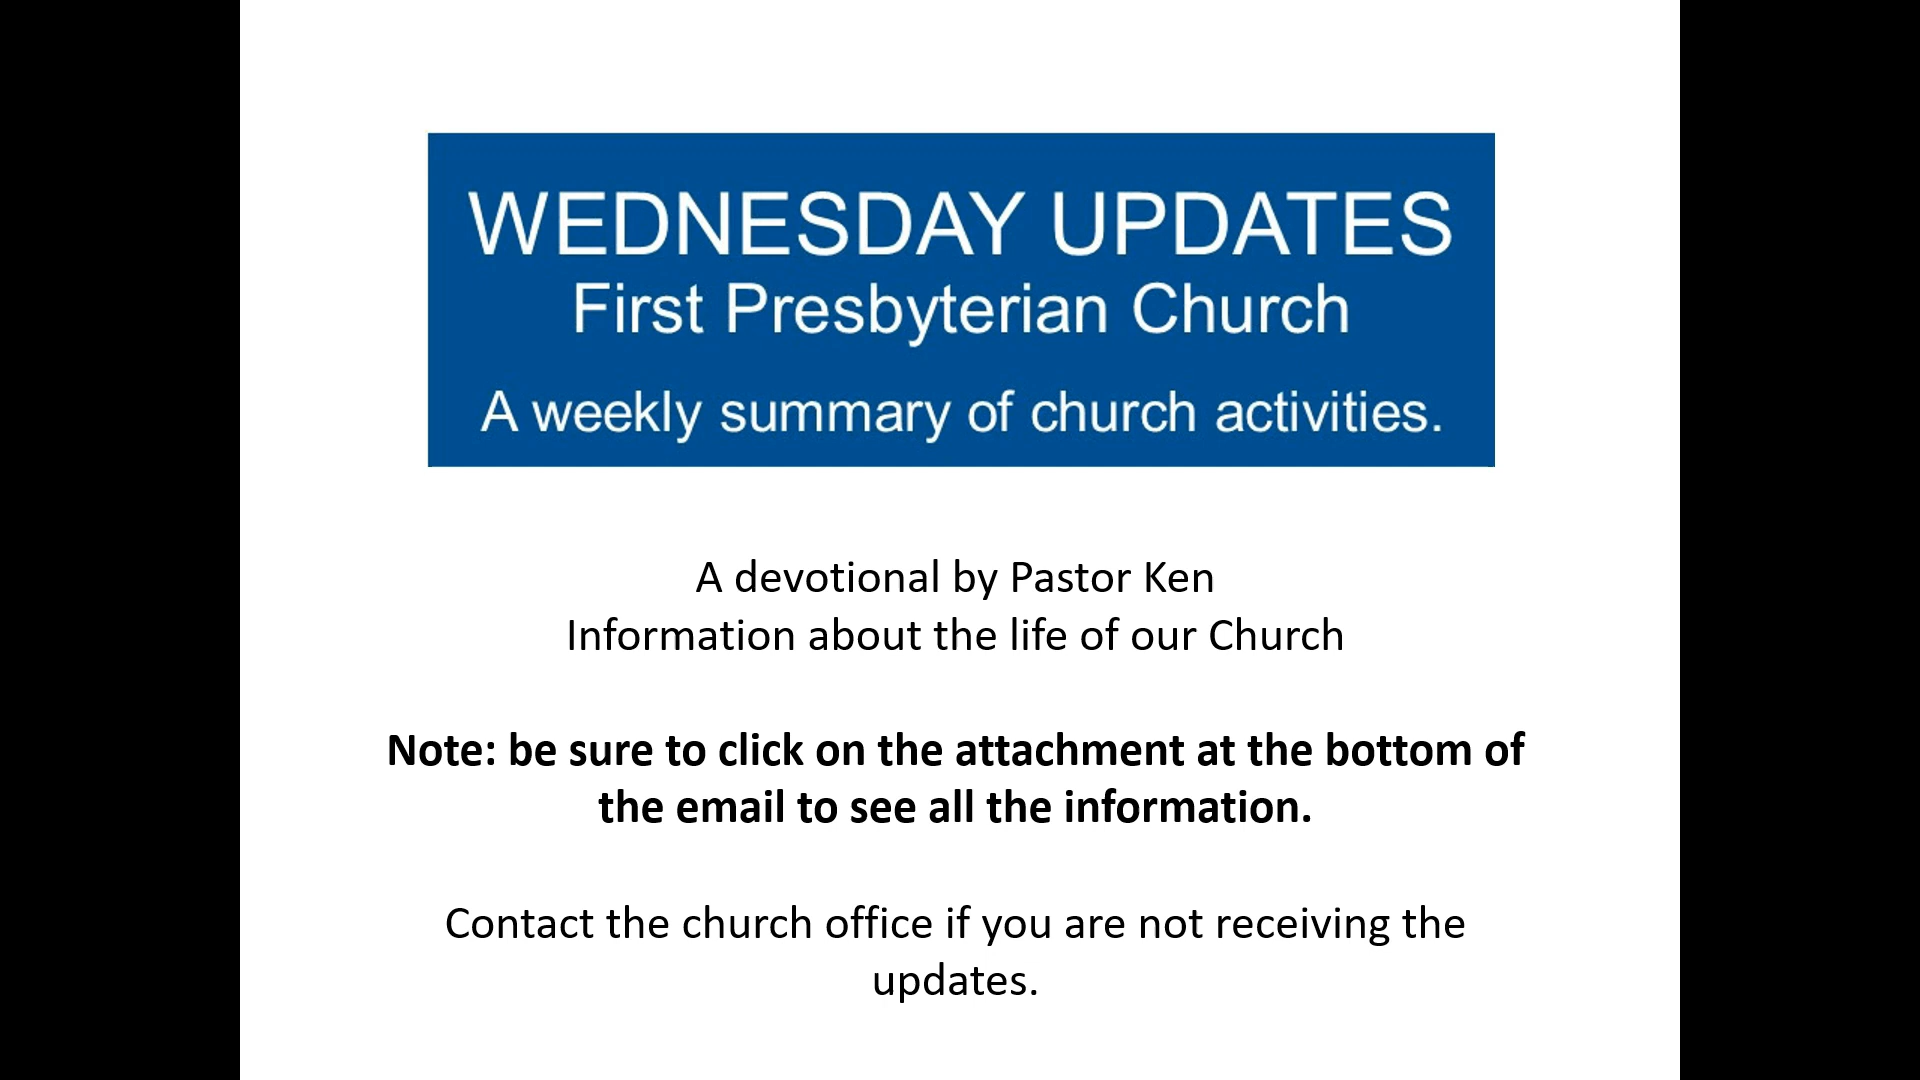 WEDNESDAY UPDATES
First Presbyterian Church
A weekly summary of church activities.
A devotional by Pastor Ken
Information about the life of our Church
Note: be sure to click on the attachment at the bottom of
the email to see all the information.
Contact the church office if you are not receiving the
updates.